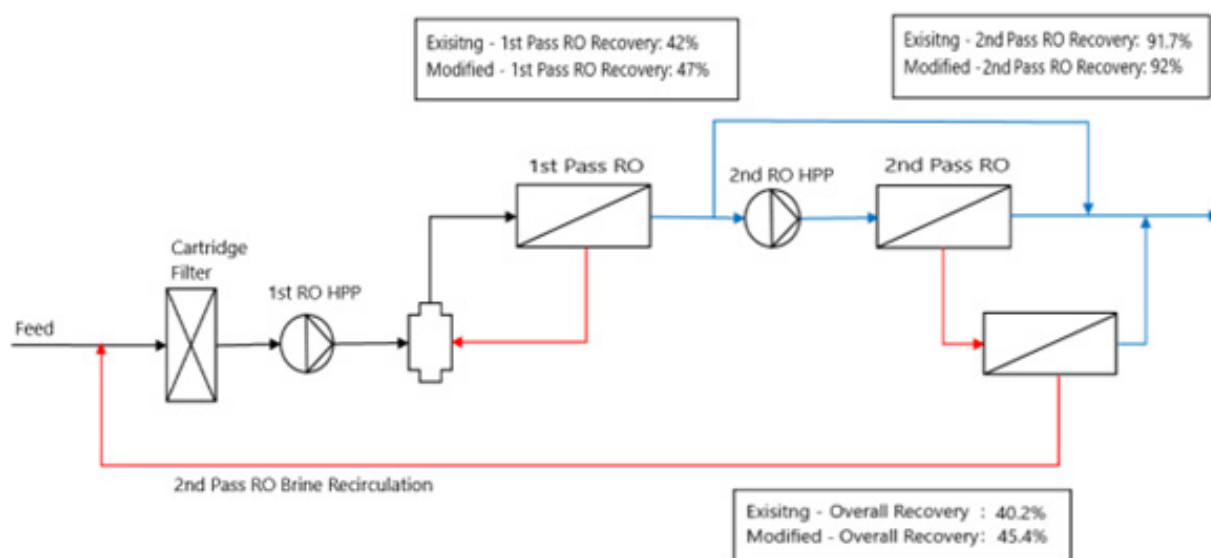 Exisitng - 1st Pass RO Recovery: 42%
Modified - 1st Pass RO Recovery: 47%
Exisitng - 2nd Pass RO Recovery: 91.7%
Modified -2nd Pass RO Recovery: 92%
1st Pass RO
2nd RO HPP
2nd Pass RO
Cartridge
Filter
1st RO HPP
Feed
2nd Pass RO Brine Recirculation
Exisitng - Overall Recovery : 40.2%
Modified - Overall Recovery : 45.4%